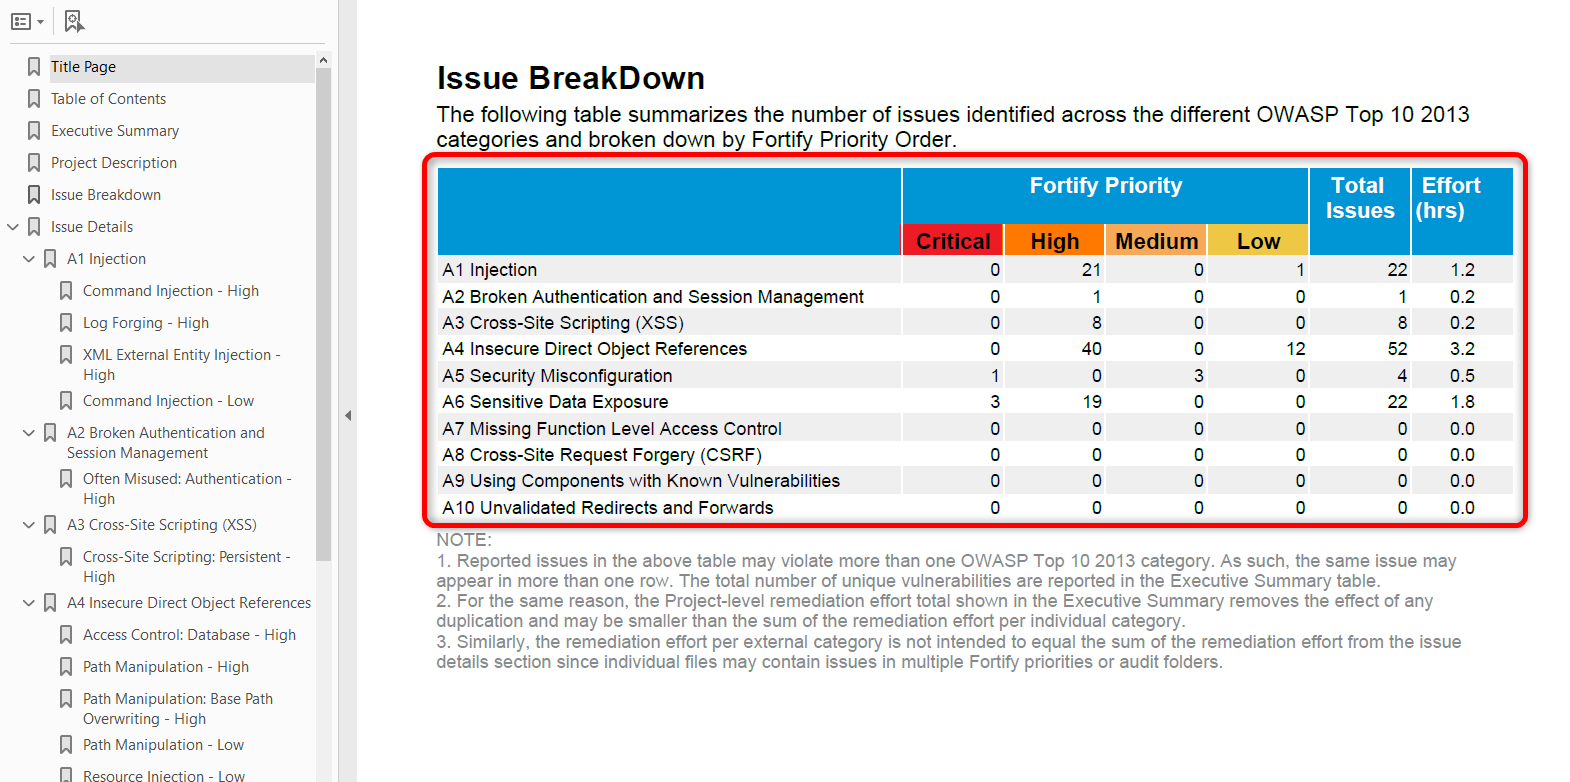 Title Page
Table of Contents
Executive Summary
Project Description
Issue Breakdown
Issue Details
A1 Injection
Command Injection - High
Log Forging - High
XML External Entity Injection -
High
Command Injection - Low
A2 Broken Authentication and
Session Management
Often Misused: Authentication -
High
A3 Cross-Site Scripting (XSS)
Cross-Site Scripting: Persistent -
High
A4 Insecure Direct Object References
Access Control: Database - High
Path Manipulation - High
Path Manipulation: Base Path
Overwriting - High
Path Manipulation - Low
Resource Injection - Low
Issue BreakDown
The following table summarizes the number of issues identified across the different OWASP Top 10 2013
categories and broken down by Fortify Priority Order.
Fortify Priority Total Effort
Issues (hrs)
Critical High Medium Low
A1 Injection 0 21 0 1 22 1.2
A2 Broken Authentication and Session Management 0 1 0 0 1 0.2
A3 Cross-Site Scripting (XSS) 0 8 0 0 8 0.2
A4 Insecure Direct Object References 0 40 0 12 52 3.2
A5 Security Misconfiguration 1 0 3 0 4 0.5
A6 Sensitive Data Exposure 3 19 0 0 22 1.8
A7 Missing Function Level Access Control 0 0 0 0 0 0.0
A8 Cross-Site Request Forgery (CSRF) 0 0 0 0 0 0.0
A9 Using Components with Known Vulnerabilities 0 0 0 0 0 0.0
A10 Unvalidated Redirects and Forwards 0 0 0 0 0 0.0
NOTE:
1. Reported issues in the above table may violate more than one OWASP Top 10 2013 category. As such, the same issue may
appear in more than one row. The total number of unique vulnerabilities are reported in the Executive Summary table.
2. For the same reason, the Project-level remediation effort total shown in the Executive Summary removes the effect of any
duplication and may be smaller than the sum of the remediation effort per individual category.
3. Similarly, the remediation effort per external category is not intended to equal the sum of the remediation effort from the issue
details section since individual files may contain issues in multiple Fortify priorities or audit folders.